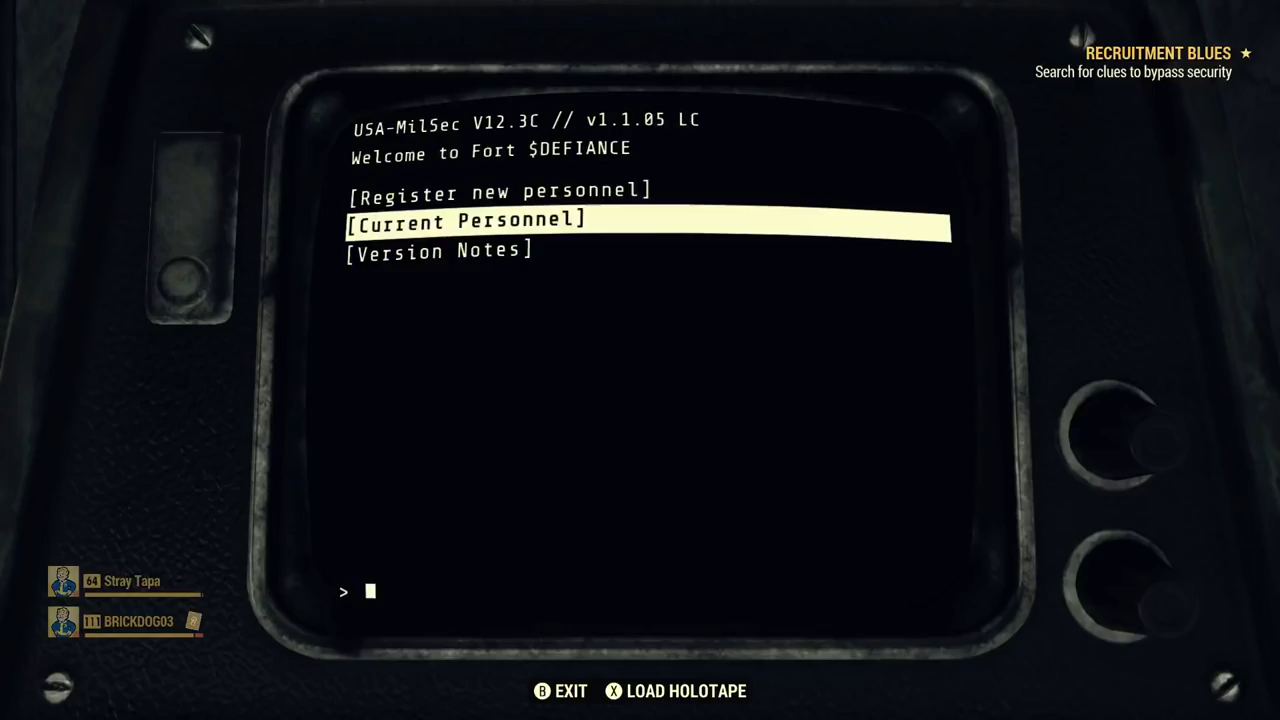 RECRUITMENT BLUES
Search for clues to bypass security
USA-MilSec V12.3C // v1.1.05 LC
Welcome to Fort $DEFIANCE
[Register new personnel]
[Current Personnel]
[Version Notes]
>
64 Stray Tapa
111 BRICKDOG03
B EXIT X LOAD HOLOTAPE